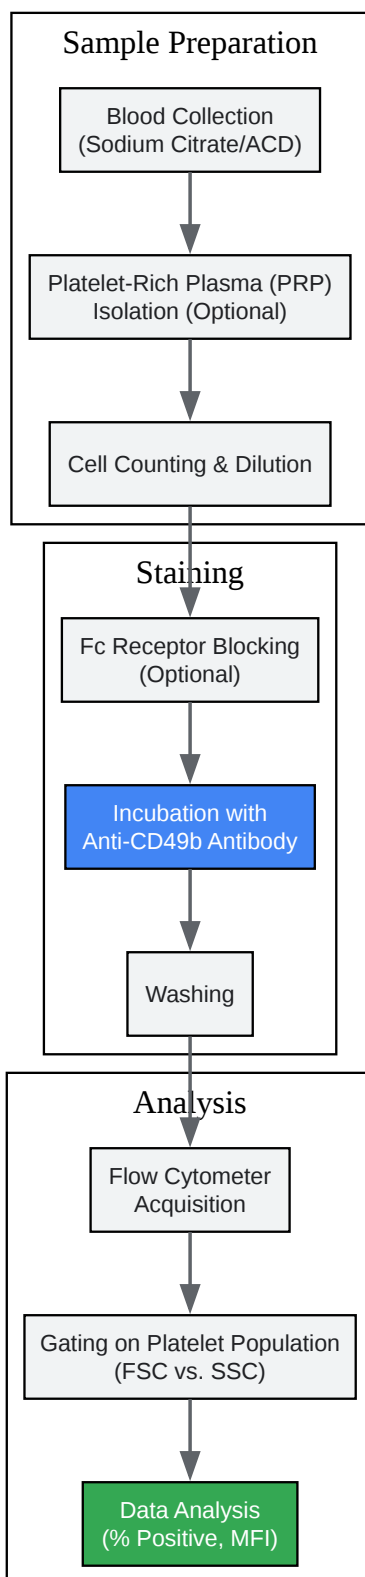 Sample Preparation
Blood Collection
(Sodium Citrate/ACD)
Platelet-Rich Plasma (PRP)
Isolation (Optional)
Cell Counting & Dilution
Staining
Fc Receptor Blocking
(Optional)
Incubation with
Anti-CD49b Antibody
Washing
Analysis
Flow Cytometer
Acquisition
Gating on Platelet Population
(FSC vs. SSC)
Data Analysis
(% Positive, MFI)